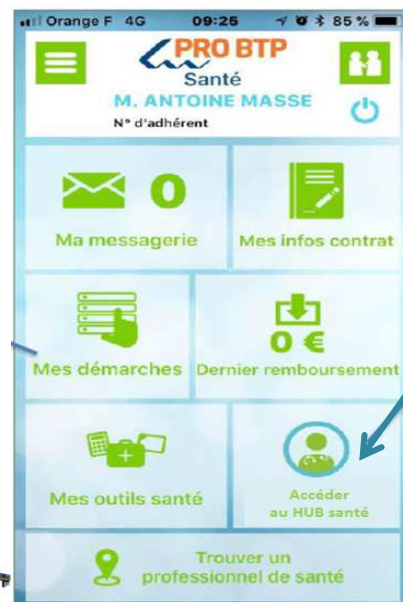 Orange F 4G 09:25 85 %
PRO BTP
Santé
M. ANTOINE MASSE
N° d'adhérent
0
Ma messagerie
Mes infos contrat
Mes démarches
0 €
Dernier remboursement
Mes outils santé
Accéder
au HUB santé
Trouver un
professionnel de santé